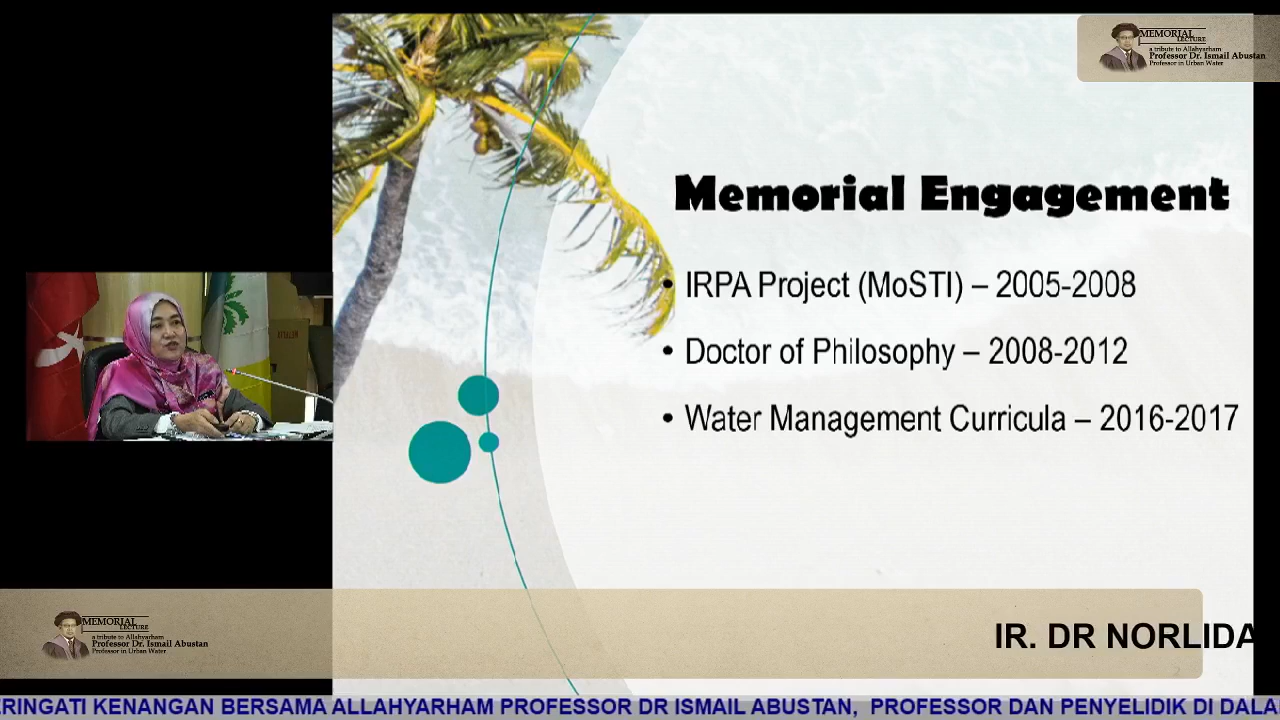 MEMORIAL
LECTURE
a tribute to Allahyarham
Professor Dr. Ismail Abustan
Professor in Urban Water
Memorial Engagement
• IRPA Project (MoSTI) – 2005-2008
• Doctor of Philosophy – 2008-2012
• Water Management Curricula – 2016-2017
MEMORIAL
LECTURE
a tribute to Allahyarham
Professor Dr. Ismail Abustan
Professor in Urban Water
IR. DR NORLIDA
ERINGATI KENANGAN BERSAMA ALLAHYARHAM PROFESSOR DR ISMAIL ABUSTAN, PROFESSOR DAN PENYELIDIK DI DALA